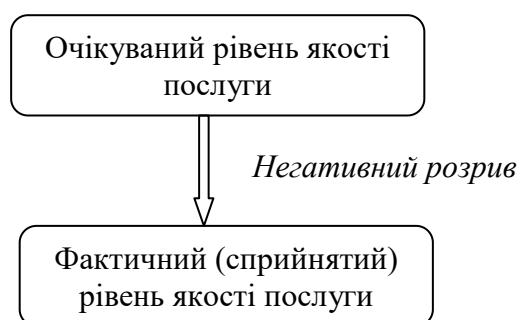 Очікуваний рівень якості
послуги
Негативний розрив
Фактичний (сприйнятий)
рівень якості послуги